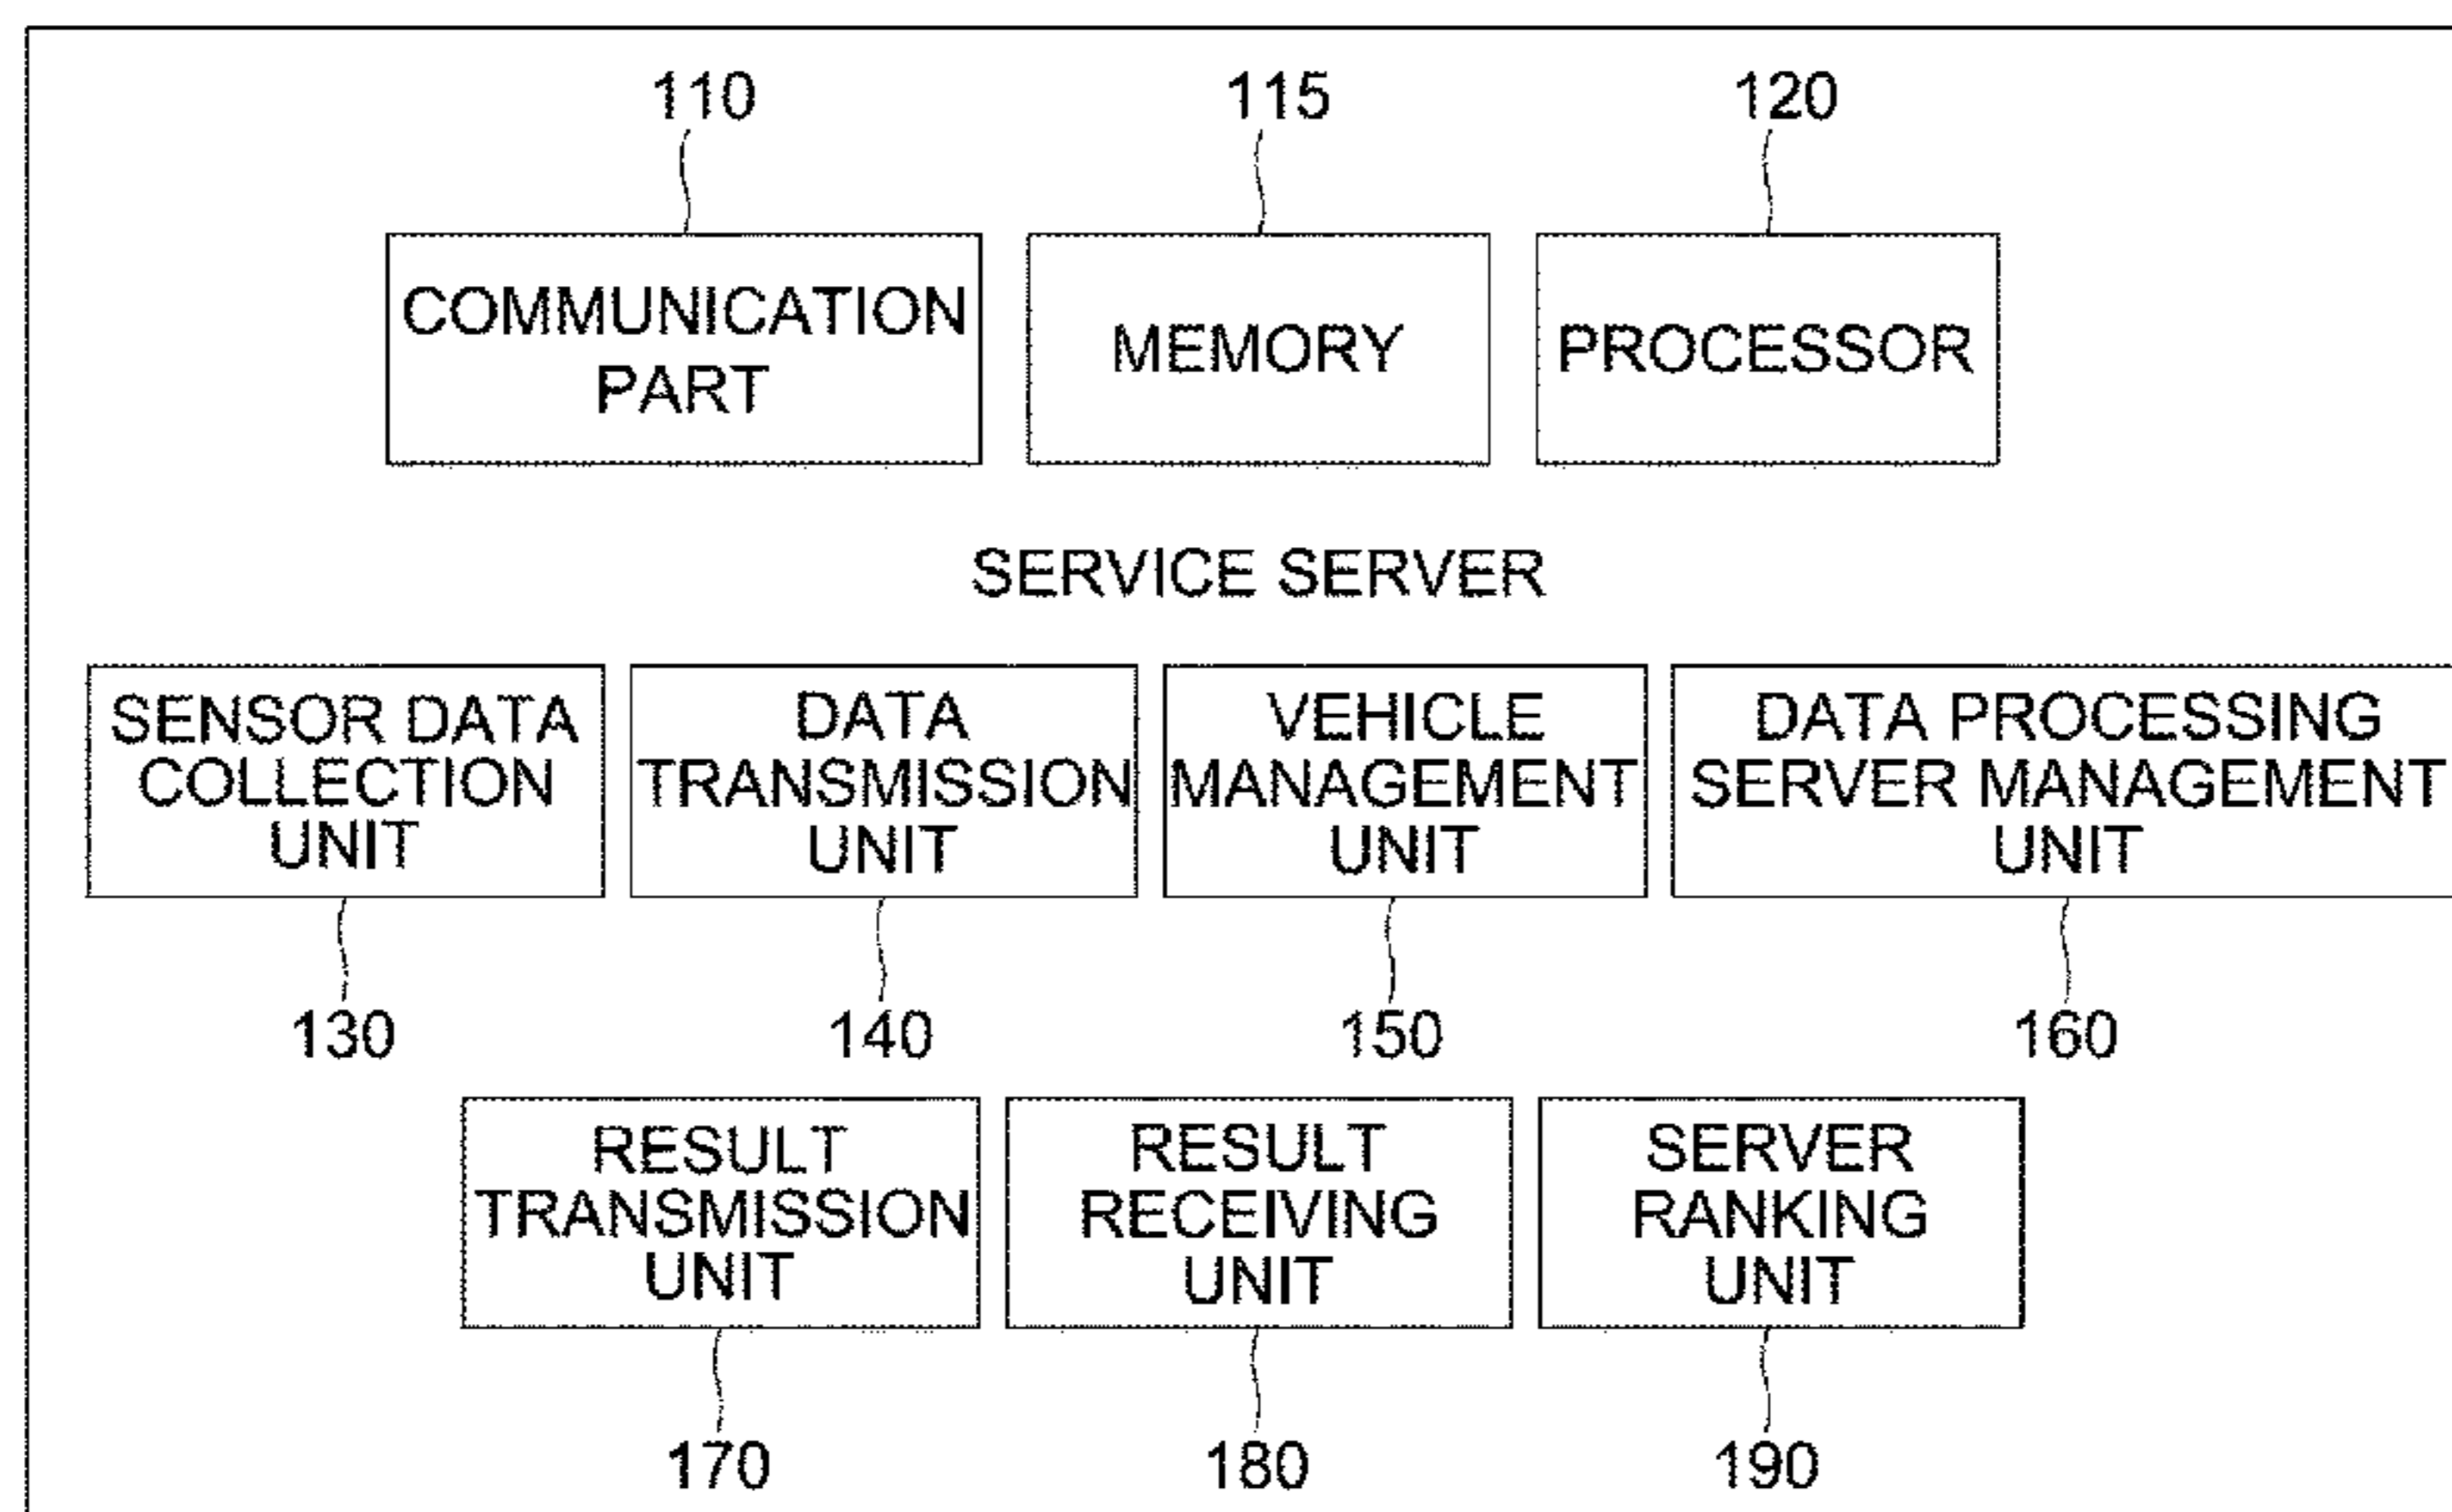 110 115 120
COMMUNICATION
PART
MEMORY
PROCESSOR
SERVICE SERVER
SENSOR DATA
COLLECTION
UNIT
DATA
TRANSMISSION
UNIT
VEHICLE
MANAGEMENT
UNIT
DATA PROCESSING
SERVER MANAGEMENT
UNIT
130 140 150 160
RESULT
TRANSMISSION
UNIT
RESULT
RECEIVING
UNIT
SERVER
RANKING
UNIT
170 180 190